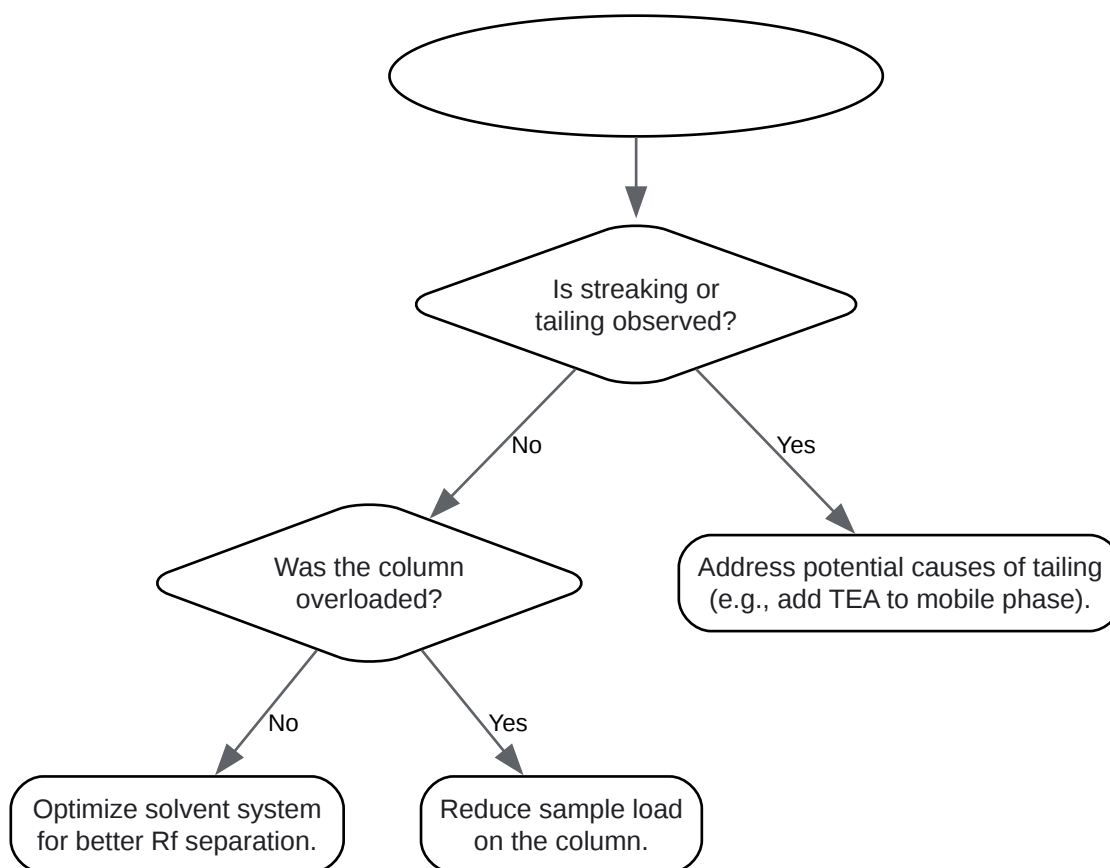 Is streaking or
tailing observed?
No
Yes
Was the column
overloaded?
Address potential causes of tailing
(e.g., add TEA to mobile phase).
No
Yes
Optimize solvent system
for better Rf separation.
Reduce sample load
on the column.